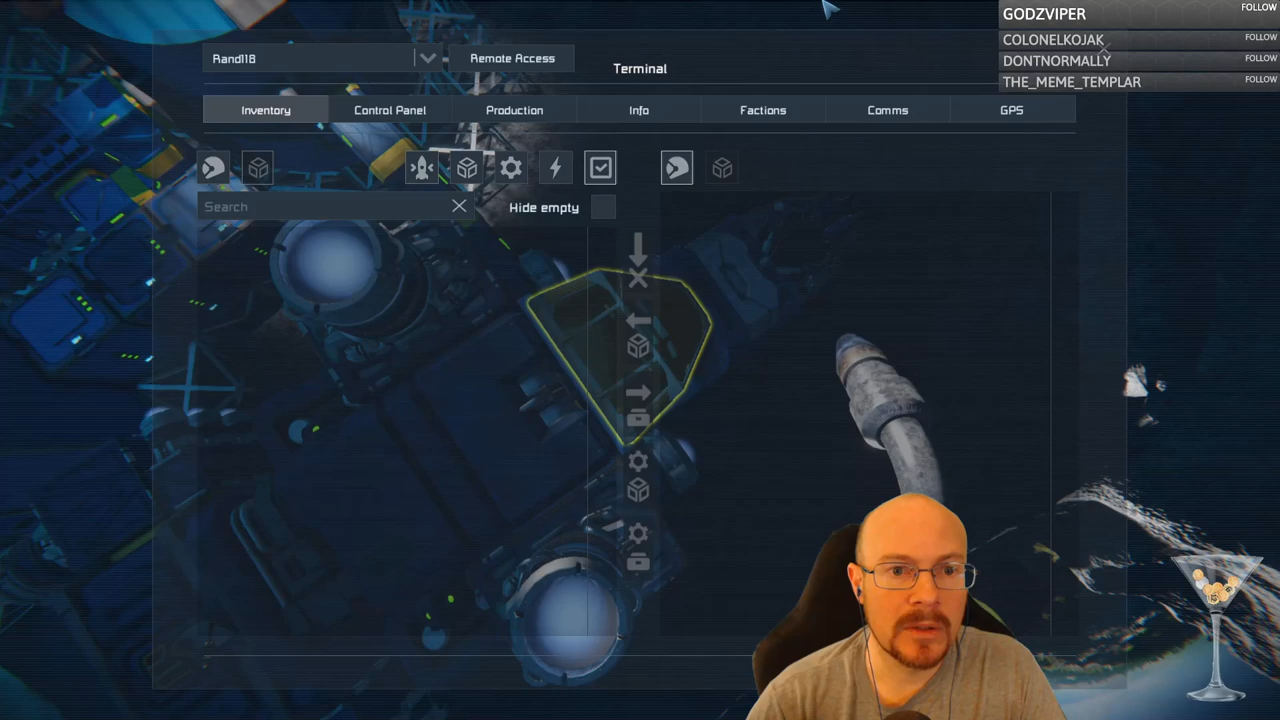 GODZVIPER FOLLOW
COLONELKOJAK FOLLOW
DONTNORMALLY FOLLOW
THE_MEME_TEMPLAR FOLLOW
Rand118 Remote Access
Terminal
Inventory Control Panel Production Info Factions Comms GPS
Search Hide empty